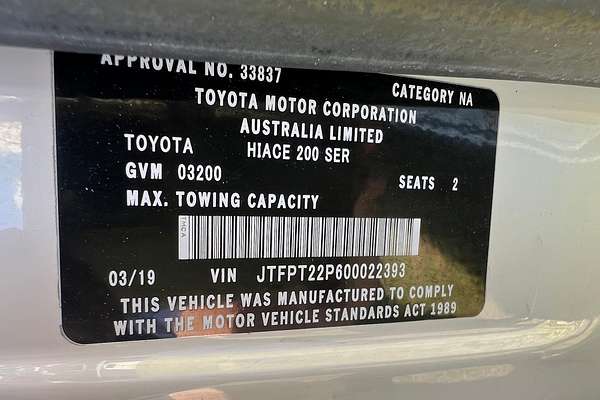 APPROVAL NO. 33837
CATEGORY NA
TOYOTA MOTOR CORPORATION
AUSTRALIA LIMITED
TOYOTA HIACE 200 SER
GVM 03200 SEATS 2
MAX. TOWING CAPACITY
03/19 VIN JTFPT22P600022393
THIS VEHICLE WAS MANUFACTURED TO COMPLY
WITH THE MOTOR VEHICLE STANDARDS ACT 1989